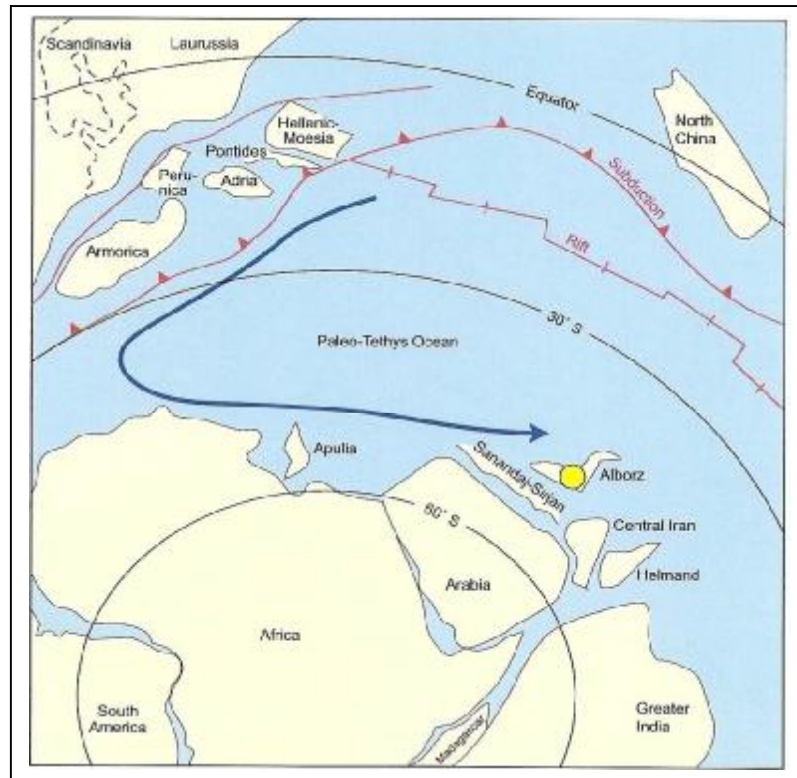 Scandinavia
Laurussia
Equator
North
China
Hellenic-
Moesia
Pontides
Peru-
nica
Adria
Subduction
Armorica
Rift
30° S
Paleo-Tethys Ocean
Apulia
Sanandaj-Sirjan
Alborz
60° S
Central Iran
Helmand
Arabia
Africa
South
America
Madagascar
Greater
India